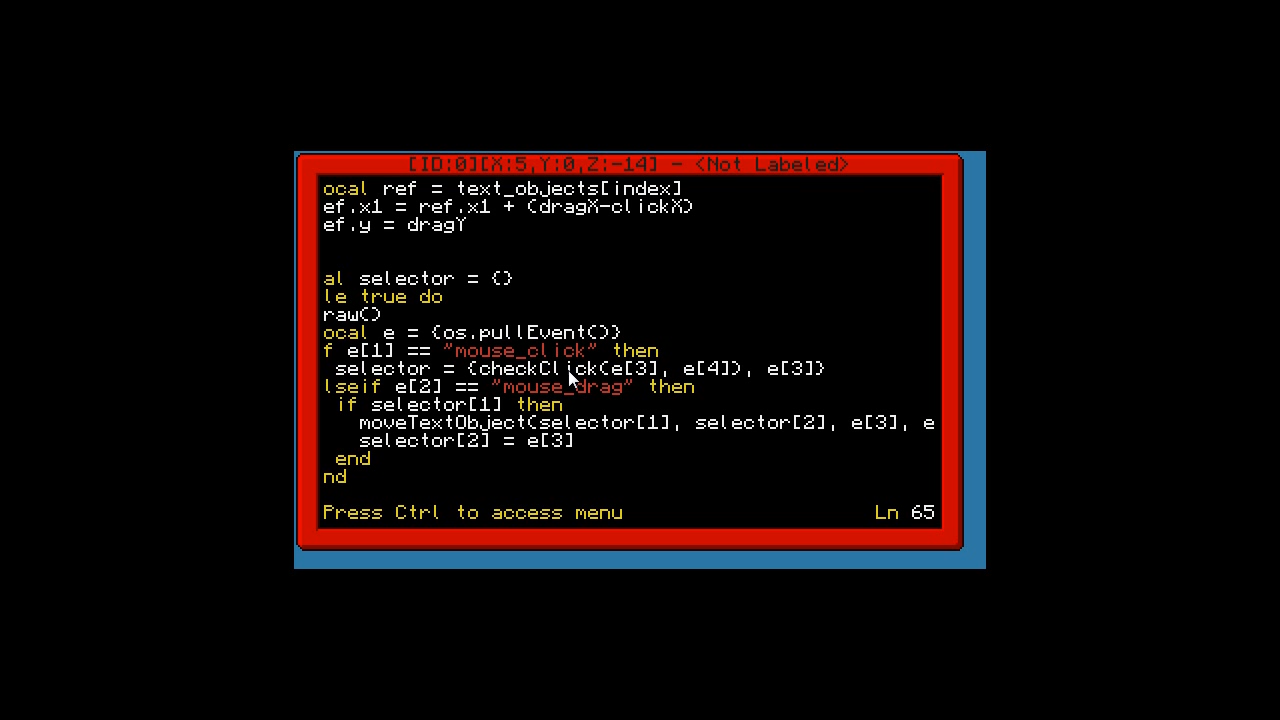 [ID:0][X:5,Y:0,Z:-14] - <Not Labeled>
ocal ref = text_objects[index]
ef.x1 = ref.x1 + (dragX-clickX)
ef.y = dragY
al selector = {}
le true do
raw()
ocal e = {os.pullEvent()}
f e[1] == "mouse_click" then
selector = {checkClick(e[3], e[4]), e[3]}
lseif e[2] == "mouse_drag" then
if selector[1] then
moveTextObject(selector[1], selector[2], e[3], e
selector[2] = e[3]
end
nd
Press Ctrl to access menu Ln 65